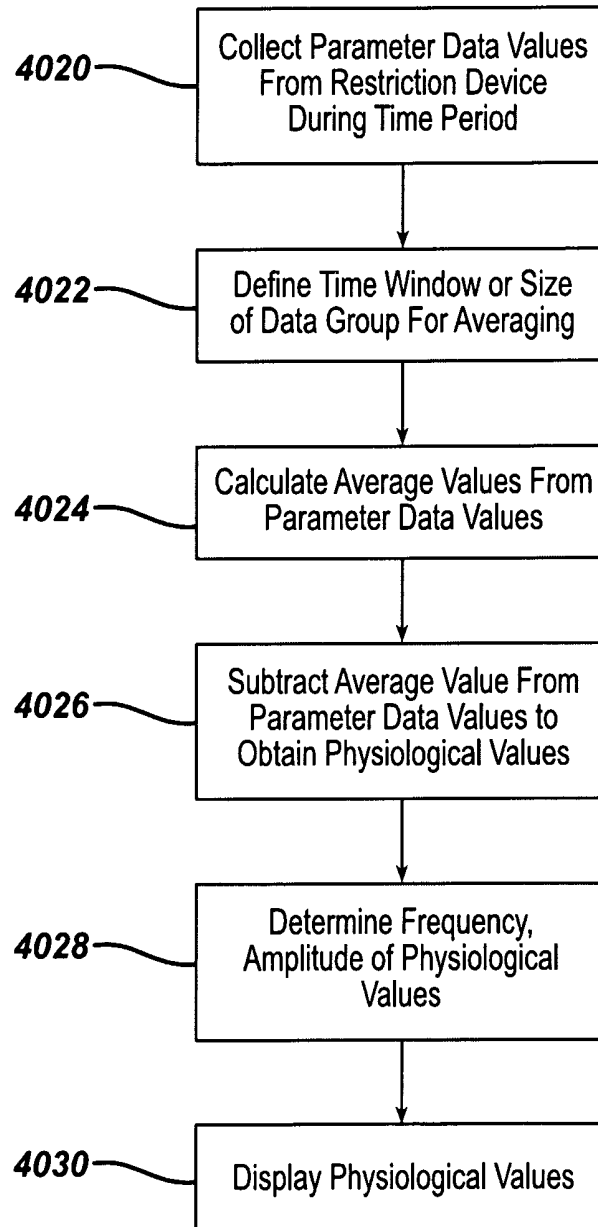 4020
Collect Parameter Data Values
From Restriction Device
During Time Period
4022
Define Time Window or Size
of Data Group For Averaging
4024
Calculate Average Values From
Parameter Data Values
4026
Subtract Average Value From
Parameter Data Values to
Obtain Physiological Values
4028
Determine Frequency,
Amplitude of Physiological
Values
4030
Display Physiological Values